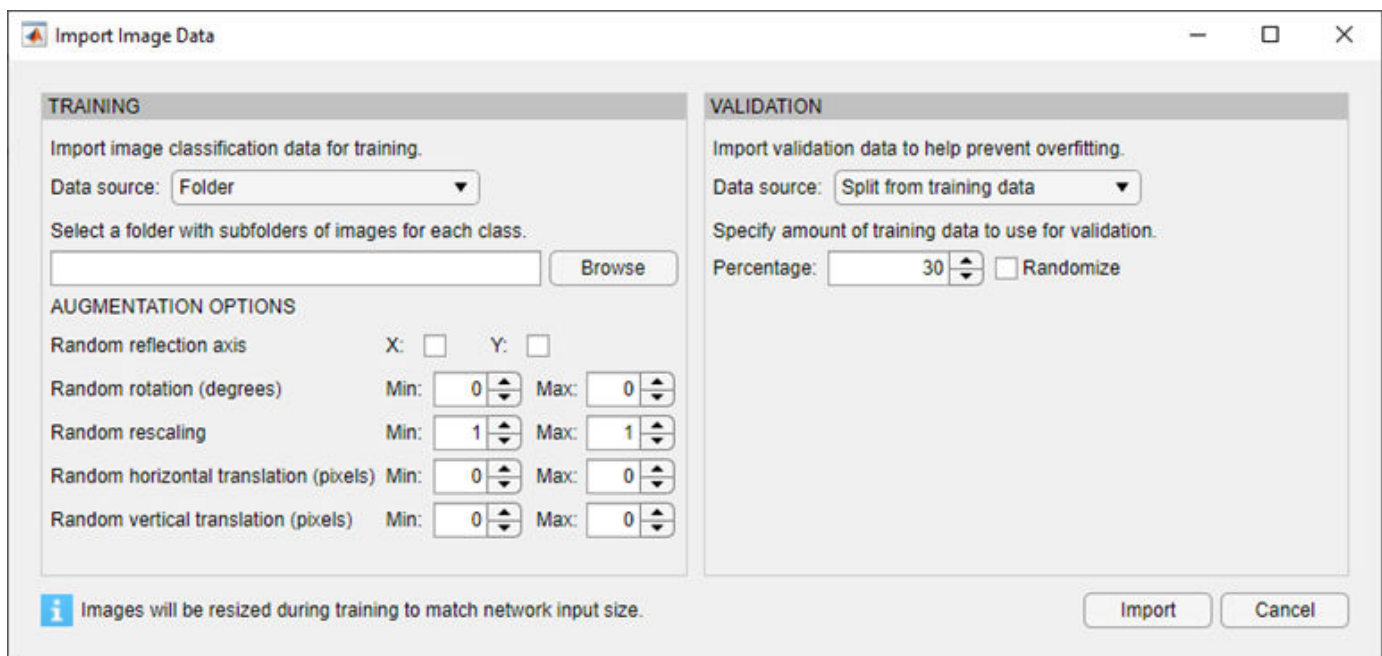 Import Image Data
TRAINING
Import image classification data for training.
Data source: Folder
Select a folder with subfolders of images for each class.
Browse
AUGMENTATION OPTIONS
Random reflection axis X: Y:
Random rotation (degrees) Min: 0 Max: 0
Random rescaling Min: 1 Max: 1
Random horizontal translation (pixels) Min: 0 Max: 0
Random vertical translation (pixels) Min: 0 Max: 0
VALIDATION
Import validation data to help prevent overfitting.
Data source: Split from training data
Specify amount of training data to use for validation.
Percentage: 30 Randomize
i Images will be resized during training to match network input size.
Import Cancel